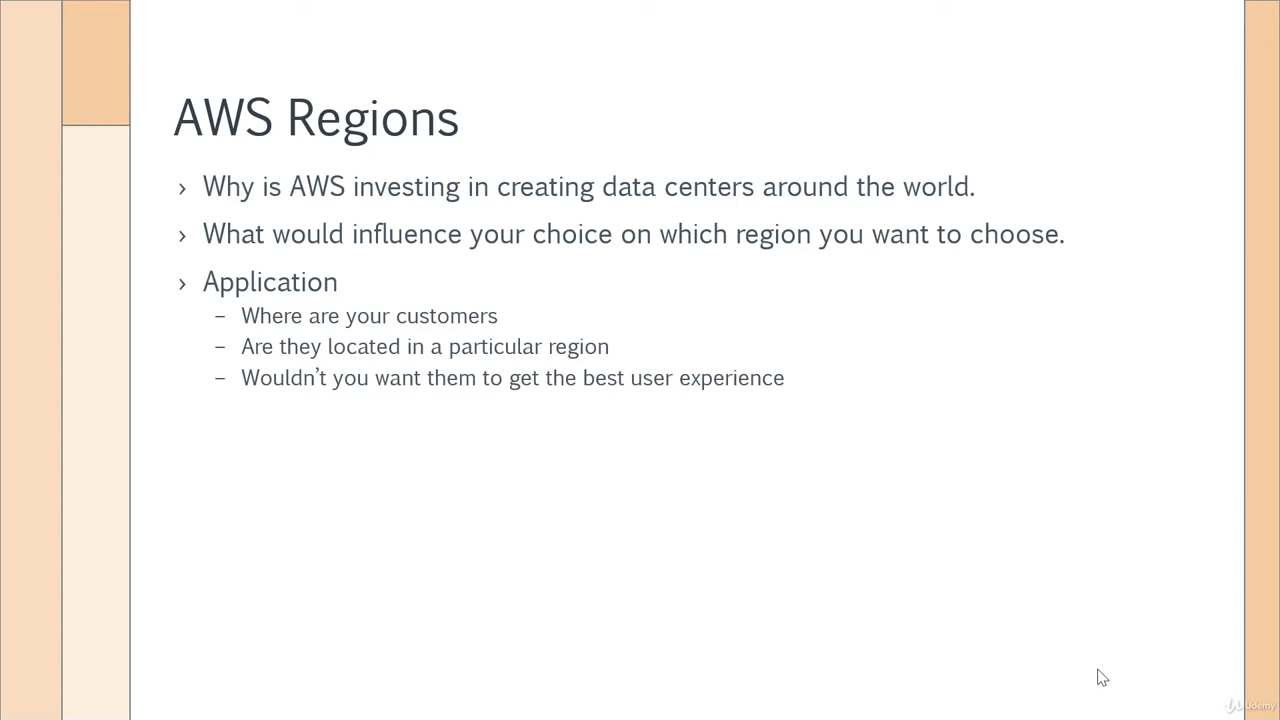 AWS Regions
› Why is AWS investing in creating data centers around the world.
› What would influence your choice on which region you want to choose.
› Application
– Where are your customers
– Are they located in a particular region
– Wouldn’t you want them to get the best user experience
Udemy